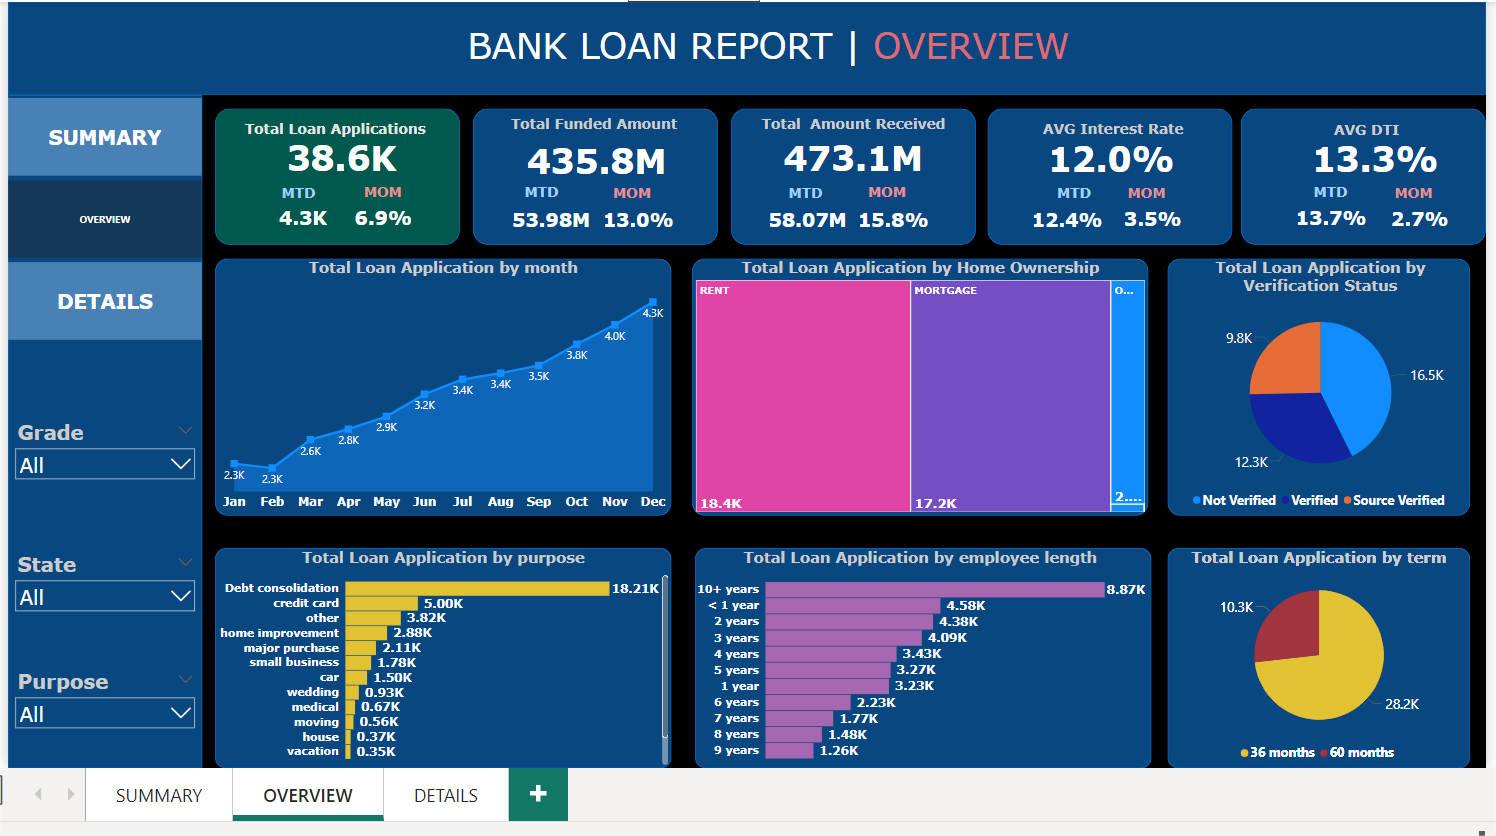 BANK LOAN REPORT | OVERVIEW
SUMMARY
OVERVIEW
DETAILS
Grade
All
State
All
Purpose
All
Total Loan Applications
38.6K
MTD MOM
4.3K 6.9%
Total Funded Amount
435.8M
MTD MOM
53.98M 13.0%
Total Amount Received
473.1M
MTD MOM
58.07M 15.8%
AVG Interest Rate
12.0%
MTD MOM
12.4% 3.5%
AVG DTI
13.3%
MTD MOM
13.7% 2.7%
Total Loan Application by month
2.3K 2.3K 2.6K 2.8K 2.9K 3.2K 3.4K 3.4K 3.5K 3.8K 4.0K 4.3K
Jan Feb Mar Apr May Jun Jul Aug Sep Oct Nov Dec
Total Loan Application by Home Ownership
RENT MORTGAGE O...
18.4K 17.2K 2....
Total Loan Application by
Verification Status
9.8K
16.5K
12.3K
Not Verified Verified Source Verified
Total Loan Application by purpose
Debt consolidation 18.21K
credit card 5.00K
other 3.82K
home improvement 2.88K
major purchase 2.11K
small business 1.78K
car 1.50K
wedding 0.93K
medical 0.67K
moving 0.56K
house 0.37K
vacation 0.35K
Total Loan Application by employee length
10+ years 8.87K
< 1 year 4.58K
2 years 4.38K
3 years 4.09K
4 years 3.43K
5 years 3.27K
1 year 3.23K
6 years 2.23K
7 years 1.77K
8 years 1.48K
9 years 1.26K
Total Loan Application by term
10.3K
28.2K
36 months 60 months
SUMMARY OVERVIEW DETAILS +